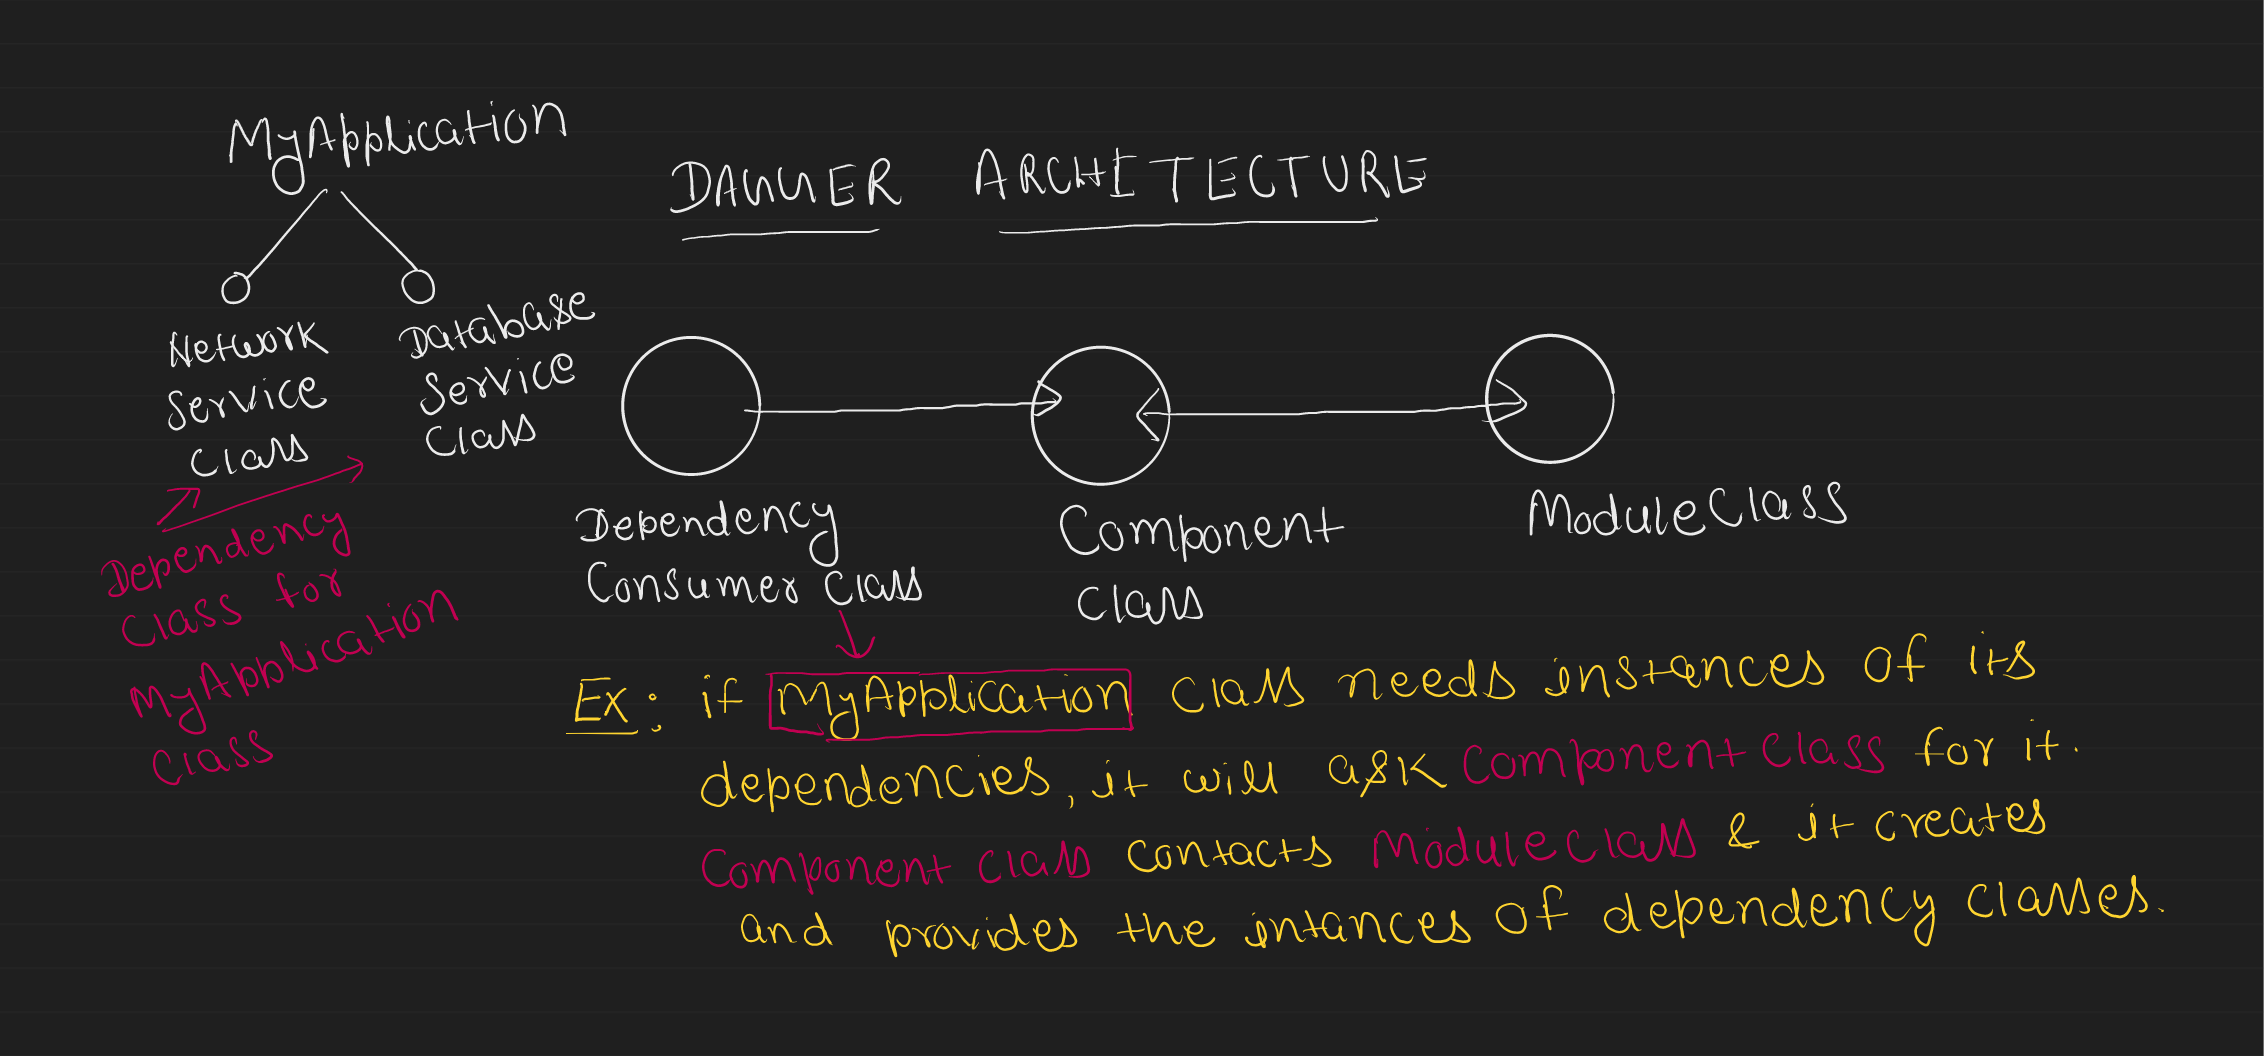 MyApplication
DAGGER ARCHITECTURE
Network
Service
Class
Database
Service
Class
Dependency
Class for
MyApplication
Class
Dependency
Consumer Class
Component
Class
ModuleClass
Ex: if MyApplication Class needs instances of its
dependencies, it will ask Component Class for it.
Component Class contacts ModuleClass & it creates
and provides the intances of dependency classes.